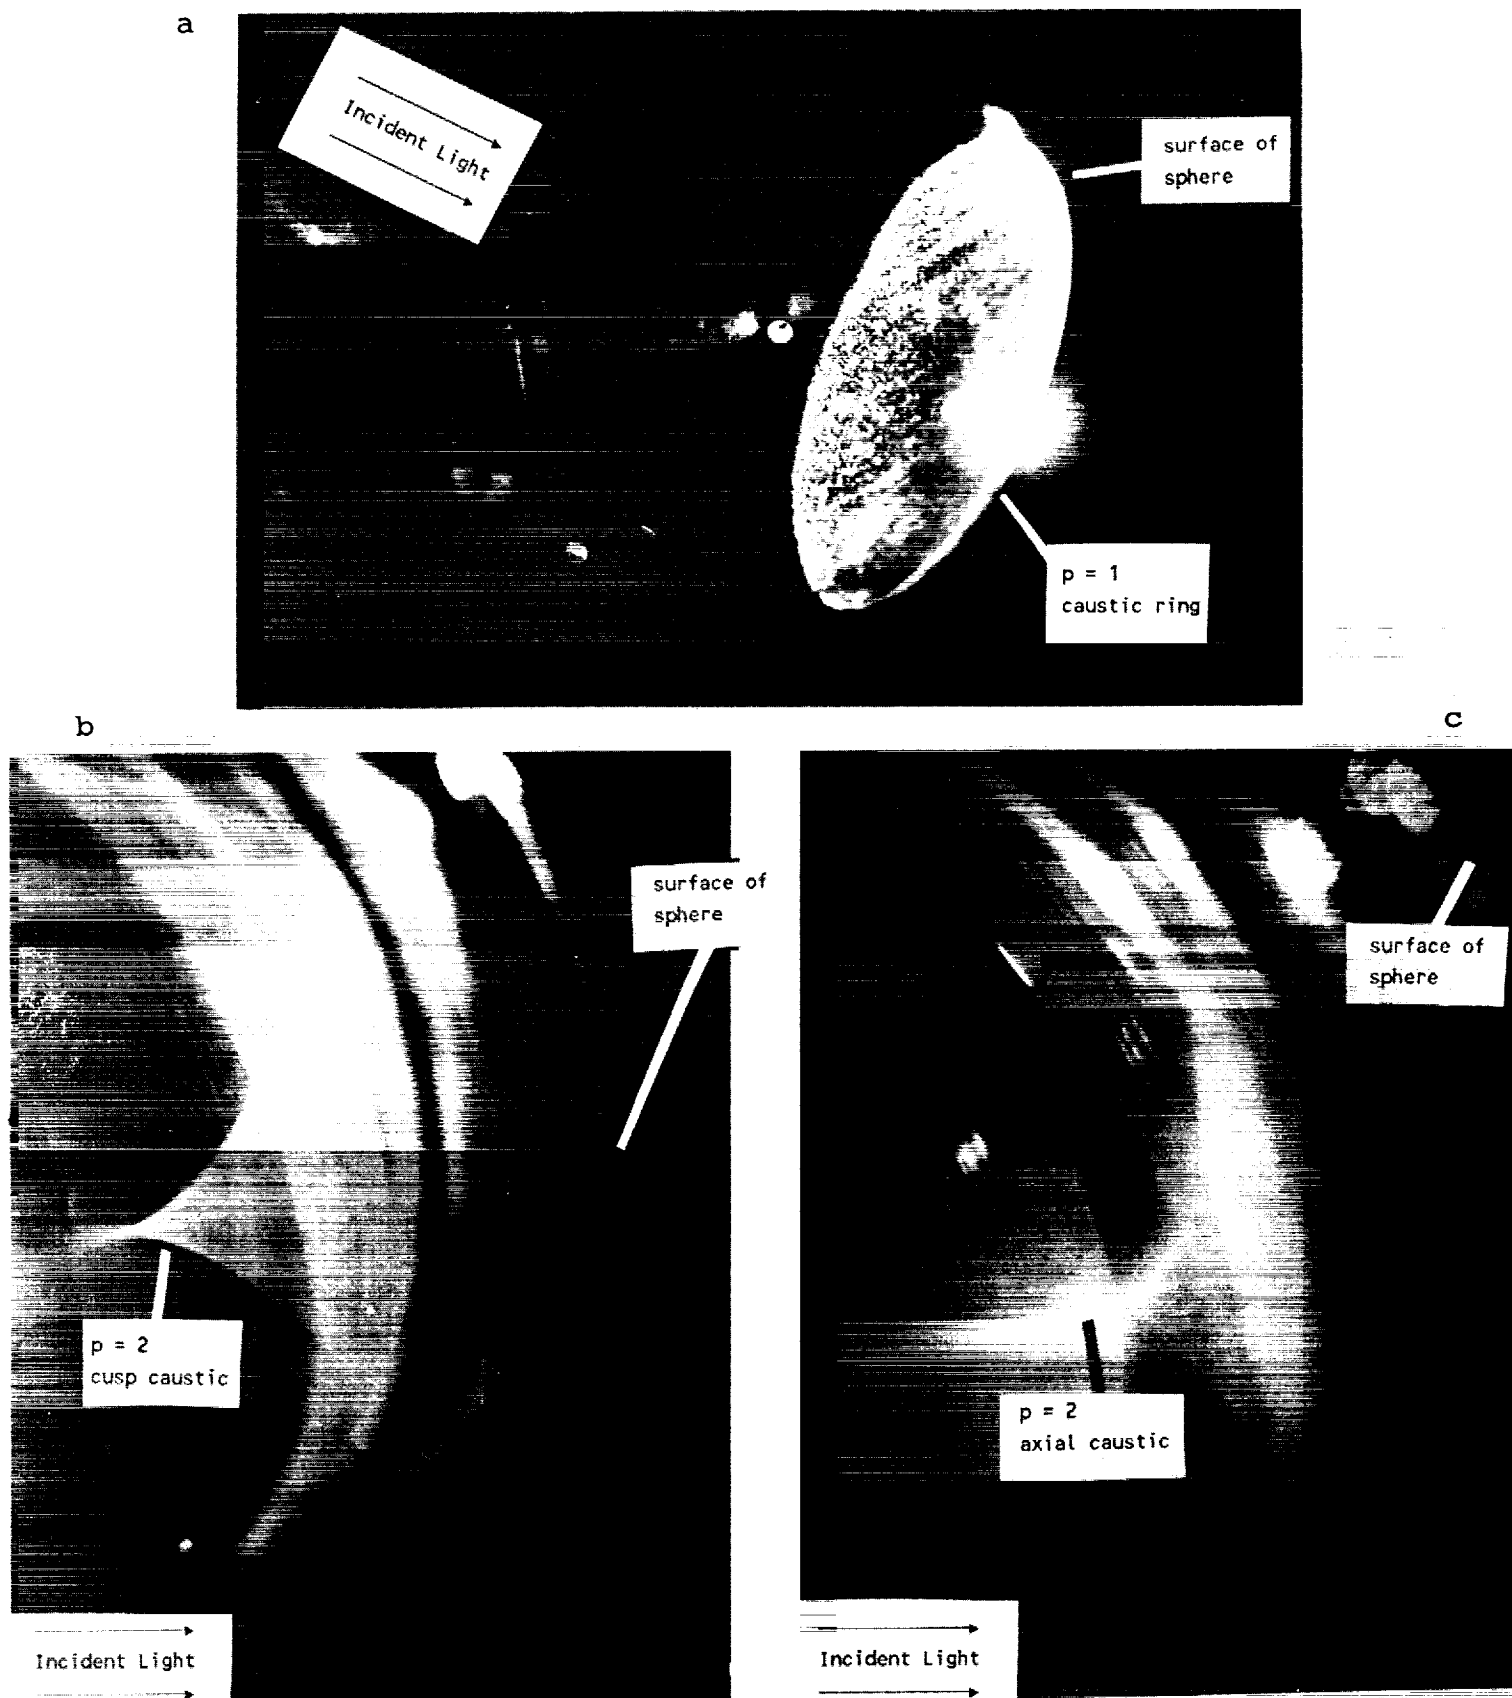 a
Incident Light
surface of
sphere
p = 1
caustic ring
b
surface of
sphere
p = 2
cusp caustic
Incident Light
c
surface of
sphere
p = 2
axial caustic
Incident Light